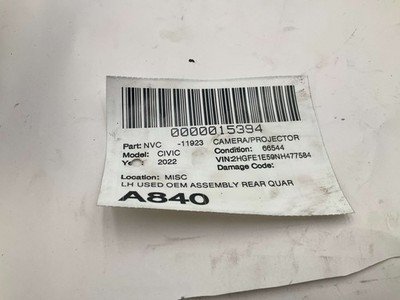 0000015394
Part: NVC -11923 CAMERA/PROJECTOR
Model: CIVIC Condition: 66544
Ye 2022 VIN:2HGFE1E59NH477584
Damage Code:
Location: MISC
LH USED OEM ASSEMBLY REAR QUAR
A840